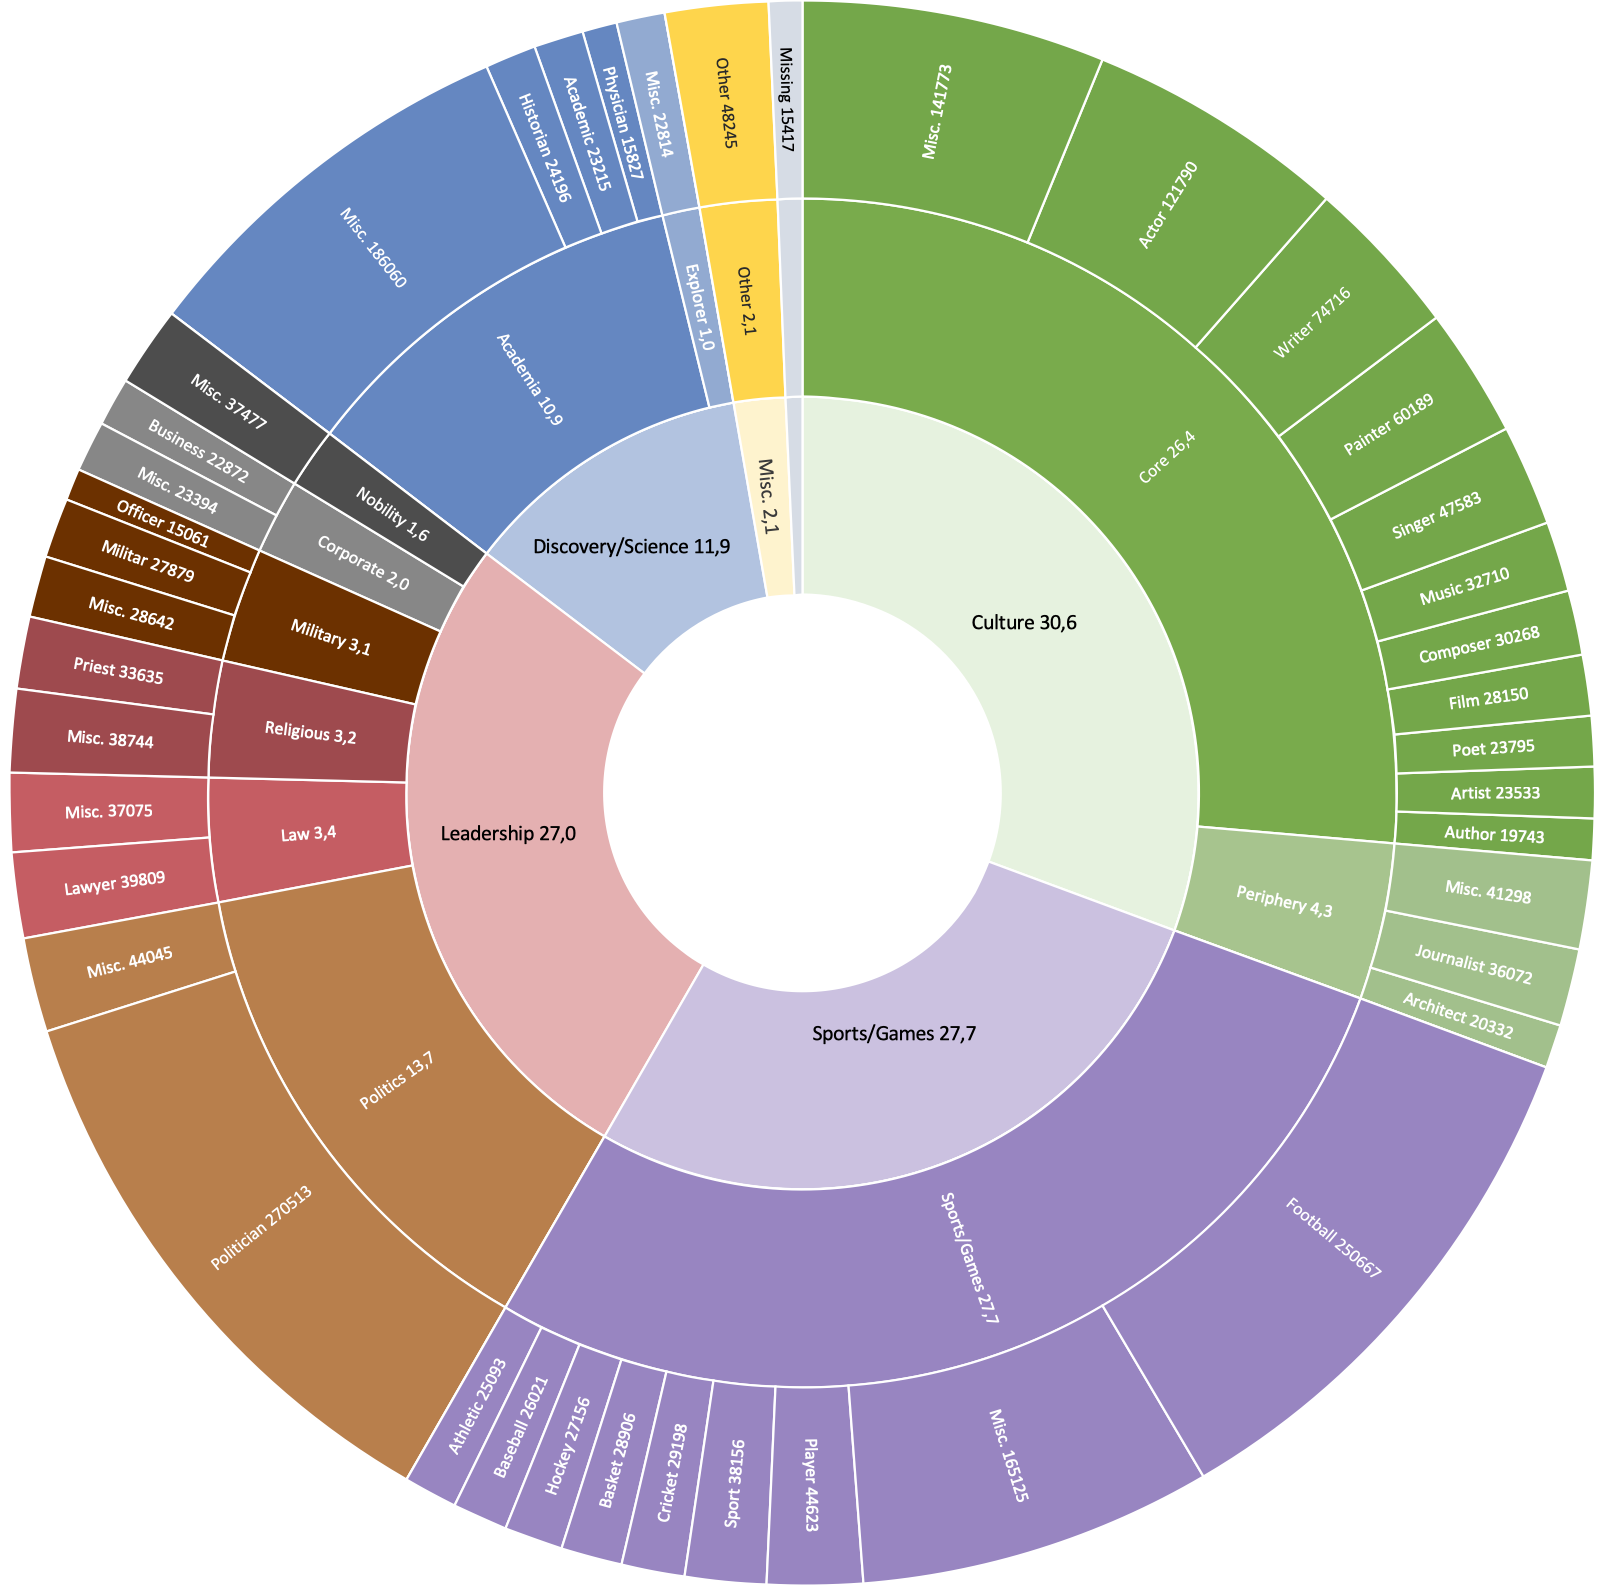 Culture 30,6
Core 26,4
Misc. 141773
Actor 121790
Writer 74716
Painter 60189
Singer 47583
Music 32710
Composer 30268
Film 28150
Poet 23795
Artist 23533
Author 19743
Periphery 4,3
Misc. 41298
Journalist 36072
Architect 20332
Sports/Games 27,7
Sports/Games 27,7
Football 250667
Misc. 165125
Player 44623
Sport 38156
Cricket 29198
Basket 28906
Hockey 27156
Baseball 26021
Athletic 25093
Leadership 27,0
Politics 13,7
Politician 270513
Misc. 44045
Law 3,4
Lawyer 39809
Misc. 37075
Religious 3,2
Misc. 38744
Priest 33635
Military 3,1
Misc. 28642
Militar 27879
Officer 15061
Corporate 2,0
Misc. 23394
Business 22872
Nobility 1,6
Misc. 37477
Discovery/Science 11,9
Academia 10,9
Misc. 186060
Historian 24196
Academic 23215
Physician 15827
Explorer 1,0
Misc. 22814
Misc. 2,1
Other 2,1
Other 48245
Missing 15417